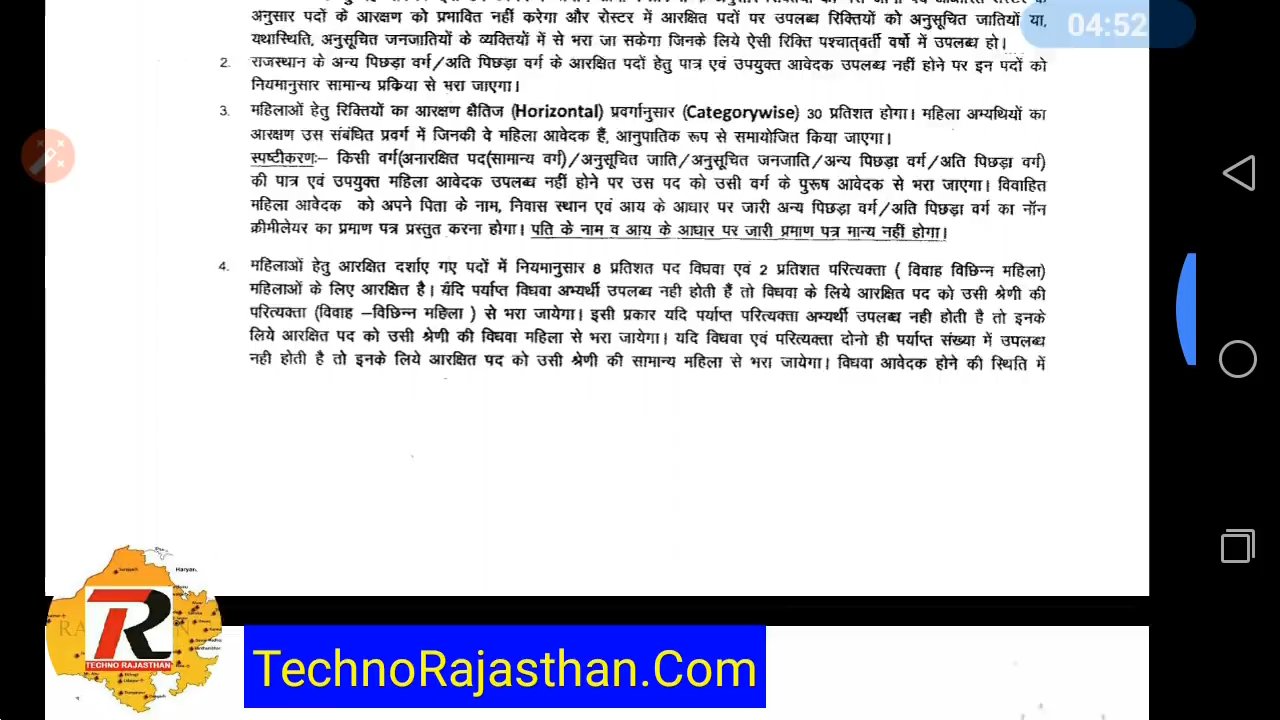 अनुसार पदों के आरक्षण को प्रभावित नहीं करेगा और रोस्टर में आरक्षित पदों पर उपलब्ध रिक्तियों को अनुसूचित जातियों या,
04:52
यथास्थिति, अनुसूचित जनजातियों के व्यक्तियों में से भरा जा सकेगा जिनके लिये ऐसी रिक्ति पश्चातृवर्ती वर्षो में उपलब्ध हो।
2. राजस्थान के अन्य पिछड़ा वर्ग/अति पिछड़ा वर्ग के आरक्षित पदों हेतु पात्र एवं उपयुक्त आवेदक उपलब्ध नहीं होने पर इन पदों को
नियमानुसार सामान्य प्रकिया से भरा जाएगा।
3. महिलाओं हेतु रिक्तियों का आरक्षण क्षैतिज (Horizontal) प्रवर्गानुसार (Categorywise) 30 प्रतिशत होगा। महिला अभ्यथियों का
आरक्षण उस संबंधित प्रवर्ग में जिनकी वे महिला आवेदक हैं, आनुपातिक रूप से समायोजित किया जाएगा।
स्पष्टीकरणः– किसी वर्ग(अनारक्षित पद(सामान्य वर्ग)/अनुसूचित जाति/अनुसूचित जनजाति/अन्य पिछड़ा वर्ग/अति पिछड़ा वर्ग)
की पात्र एवं उपयुक्त महिला आवेदक उपलब्ध नहीं होने पर उस पद को उसी वर्ग के पुरूष आवेदक से भरा जाएगा। विवाहित
महिला आवेदक को अपने पिता के नाम, निवास स्थान एवं आय के आधार पर जारी अन्य पिछड़ा वर्ग/अति पिछड़ा वर्ग का नॉन
क्रीमीलेयर का प्रमाण पत्र प्रस्तुत करना होगा। पति के नाम व आय के आधार पर जारी प्रमाण पत्र मान्य नहीं होगा।
4. महिलाओं हेतु आरक्षित दर्शाए गए पदों में नियमानुसार 8 प्रतिशत पद विधवा एवं 2 प्रतिशत परित्यक्ता ( विवाह विछिन्न महिला)
महिलाओं के लिए आरक्षित है। यदि पर्याप्त विधवा अभ्यर्थी उपलब्ध नही होती हैं तो विधवा के लिये आरक्षित पद को उसी श्रेणी की
परित्यक्ता (विवाह –विछिन्न महिला ) से भरा जायेगा। इसी प्रकार यदि पर्याप्त परित्यक्ता अभ्यर्थी उपलब्ध नही होती है तो इनके
लिये आरक्षित पद को उसी श्रेणी की विधवा महिला से भरा जायेगा। यदि विधवा एवं परित्यक्ता दोनो ही पर्याप्त संख्या में उपलब्ध
नही होती है तो इनके लिये आरक्षित पद को उसी श्रेणी की सामान्य महिला से भरा जायेगा। विधवा आवेदक होने की स्थिति में
TR
TECHNO RAJASTHAN
TechnoRajasthan.Com